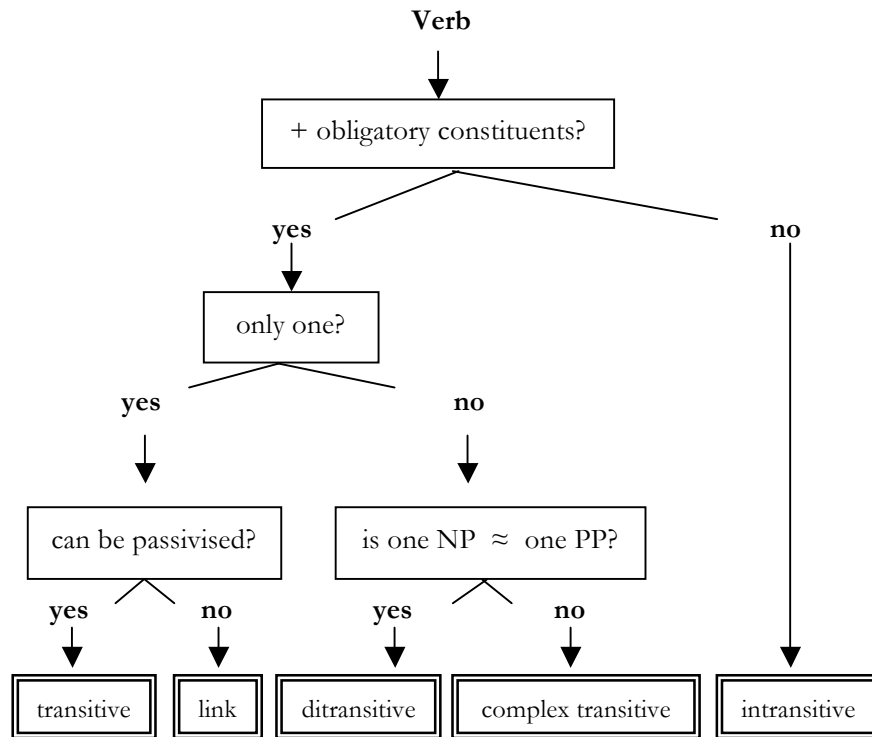 Verb
+ obligatory constituents?
yes no
only one?
yes no
can be passivised? is one NP ≈ one PP?
yes no yes no
transitive link ditransitive complex transitive intransitive